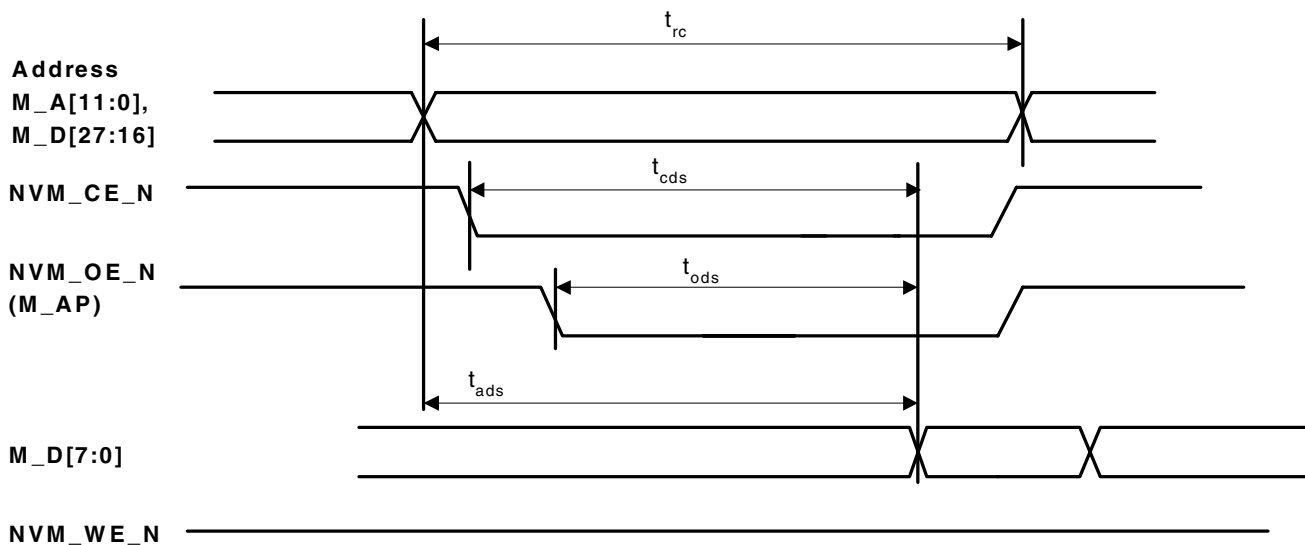 t_rc
Address
M_A[11:0],
M_D[27:16]
t_cds
NVM_CE_N
NVM_OE_N
(M_AP)
t_ods
t_ads
M_D[7:0]
NVM_WE_N